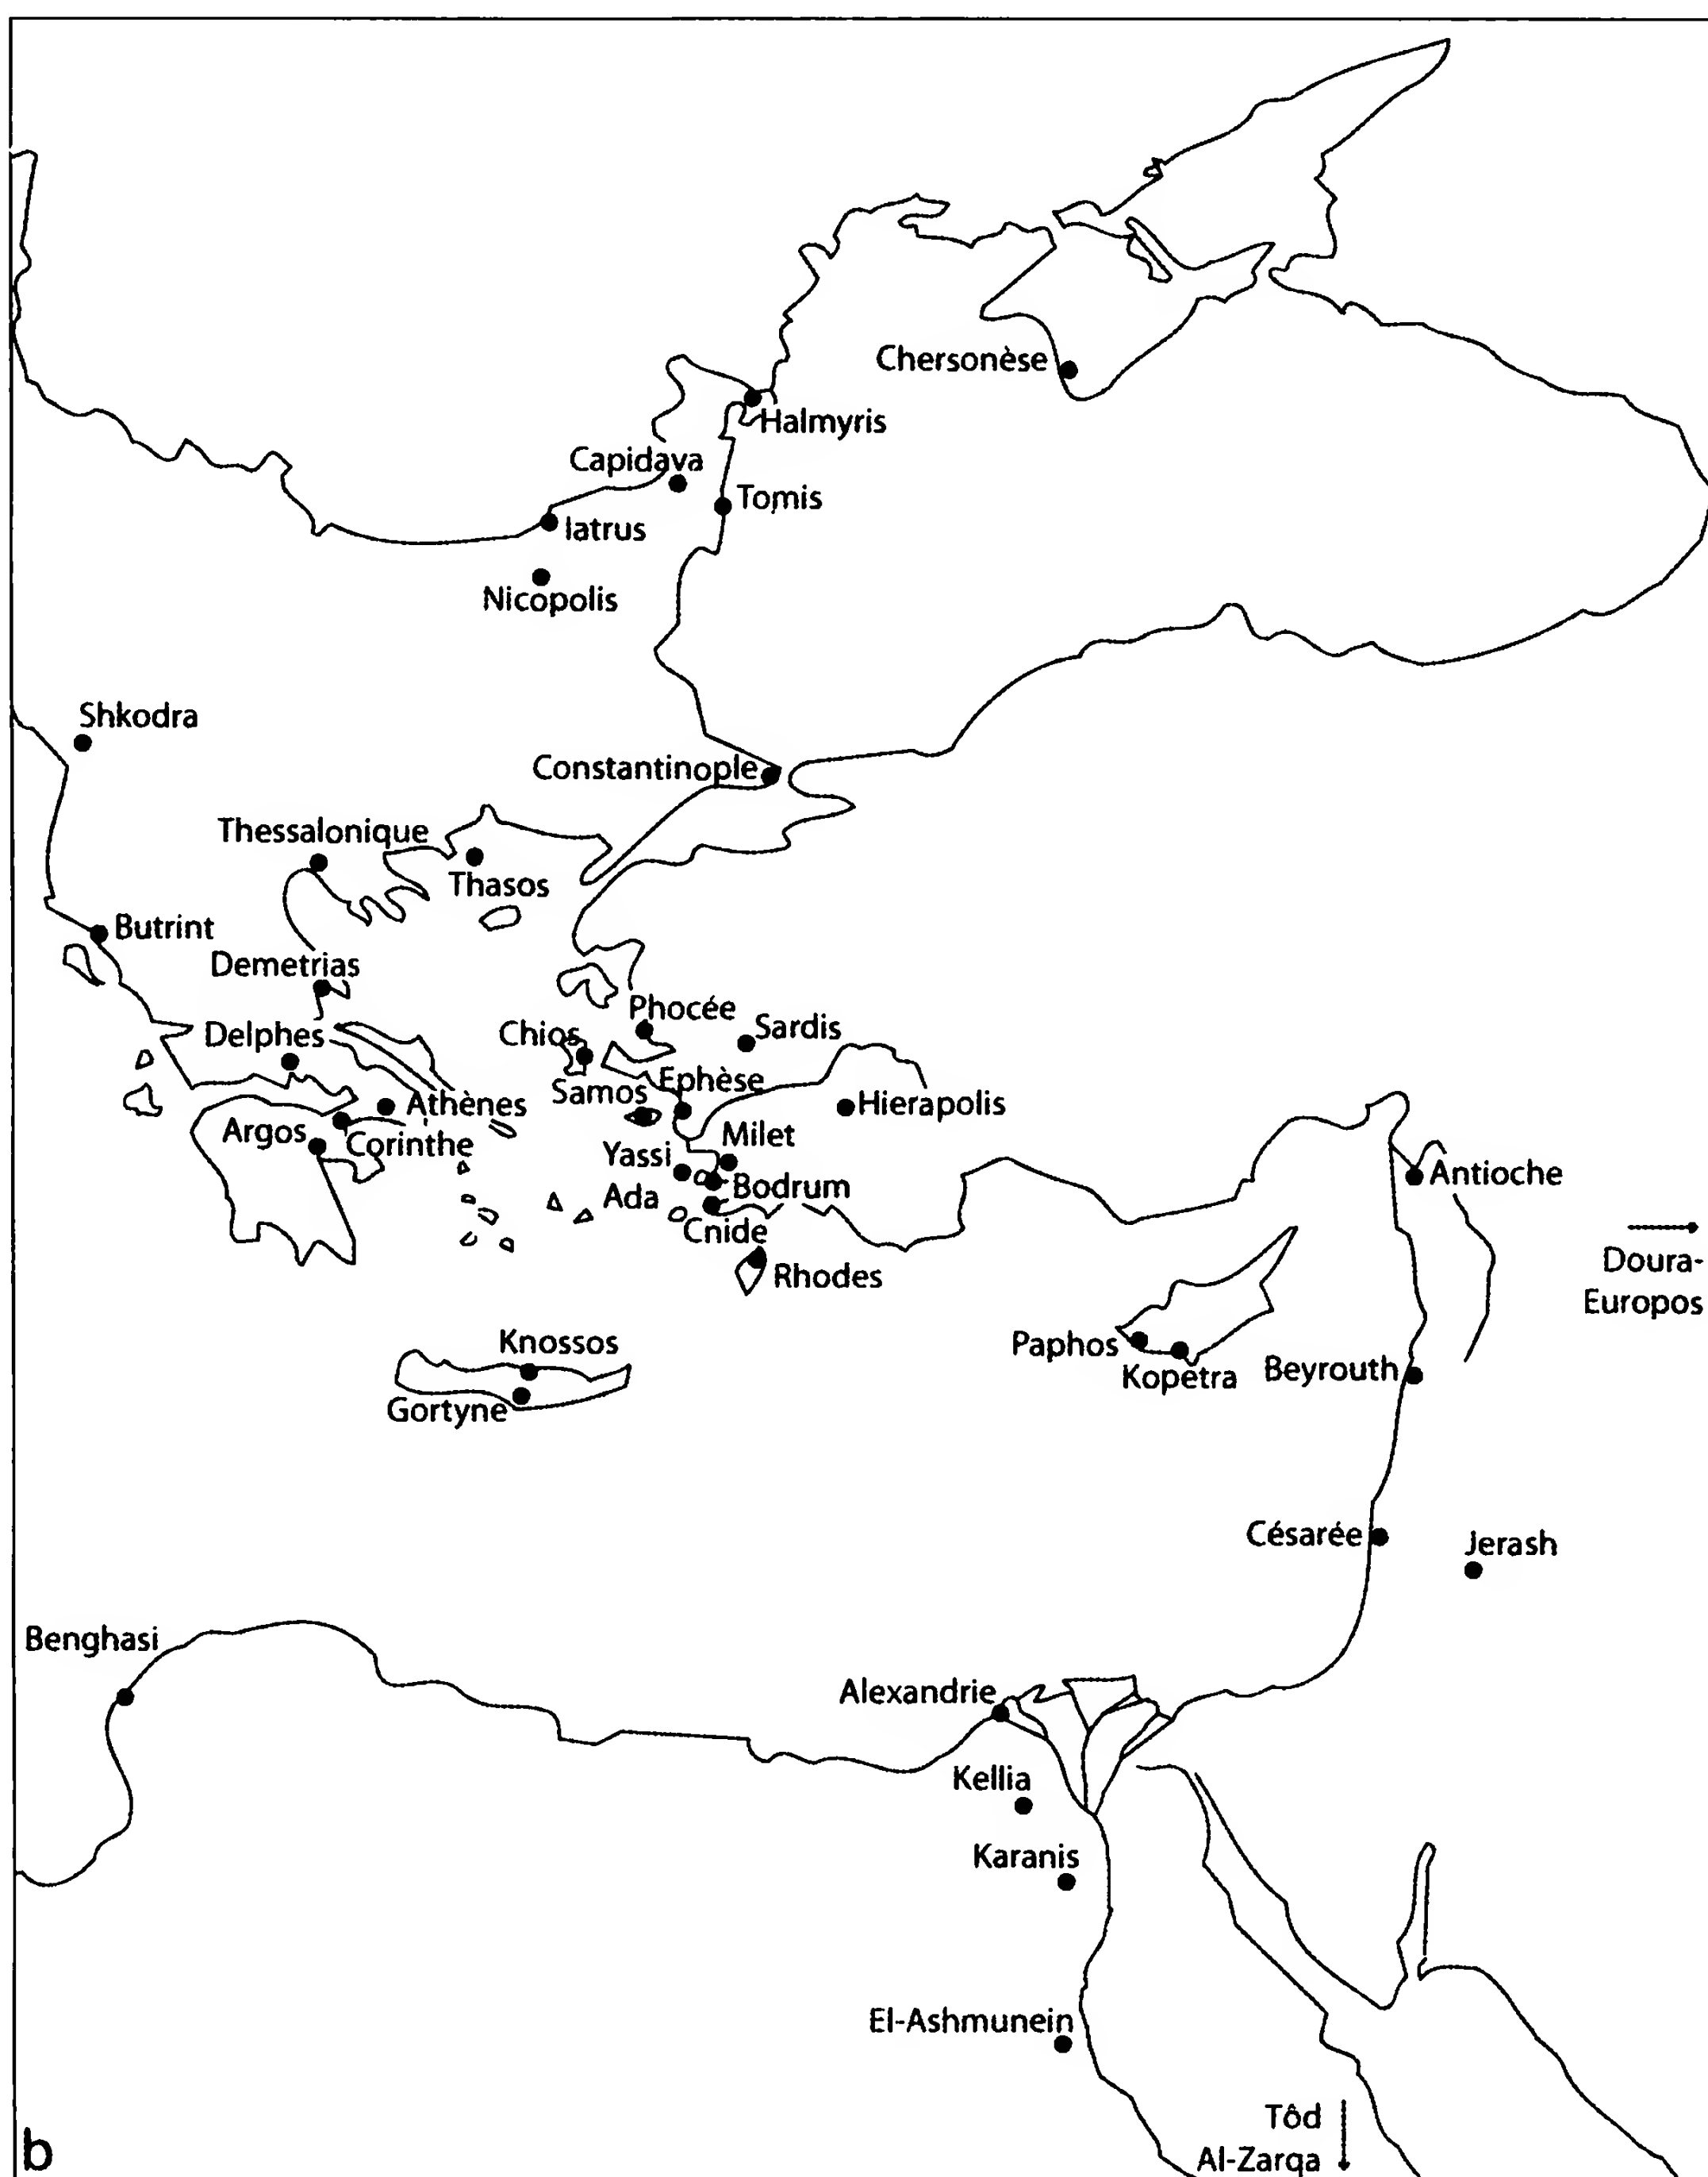 Chersonèse
Halmyris
Capidava
Tomis
Iatrus
Nicopolis
Shkodra
Constantinople
Thessalonique
Thasos
Butrint
Demetrias
Phocée
Sardis
Chios
Delphes
Ephèse
Samos
Hierapolis
Athènes
Argos
Corinthe
Milet
Yassi
Ada
Bodrum
Cnide
Antioche
Rhodes
Doura-
Europos
Paphos
Kopetra
Beyrouth
Knossos
Gortyne
Césarée
Jerash
Benghasi
Alexandrie
Kellia
Karanis
El-Ashmunein
Tôd
Al-Zarqa
b